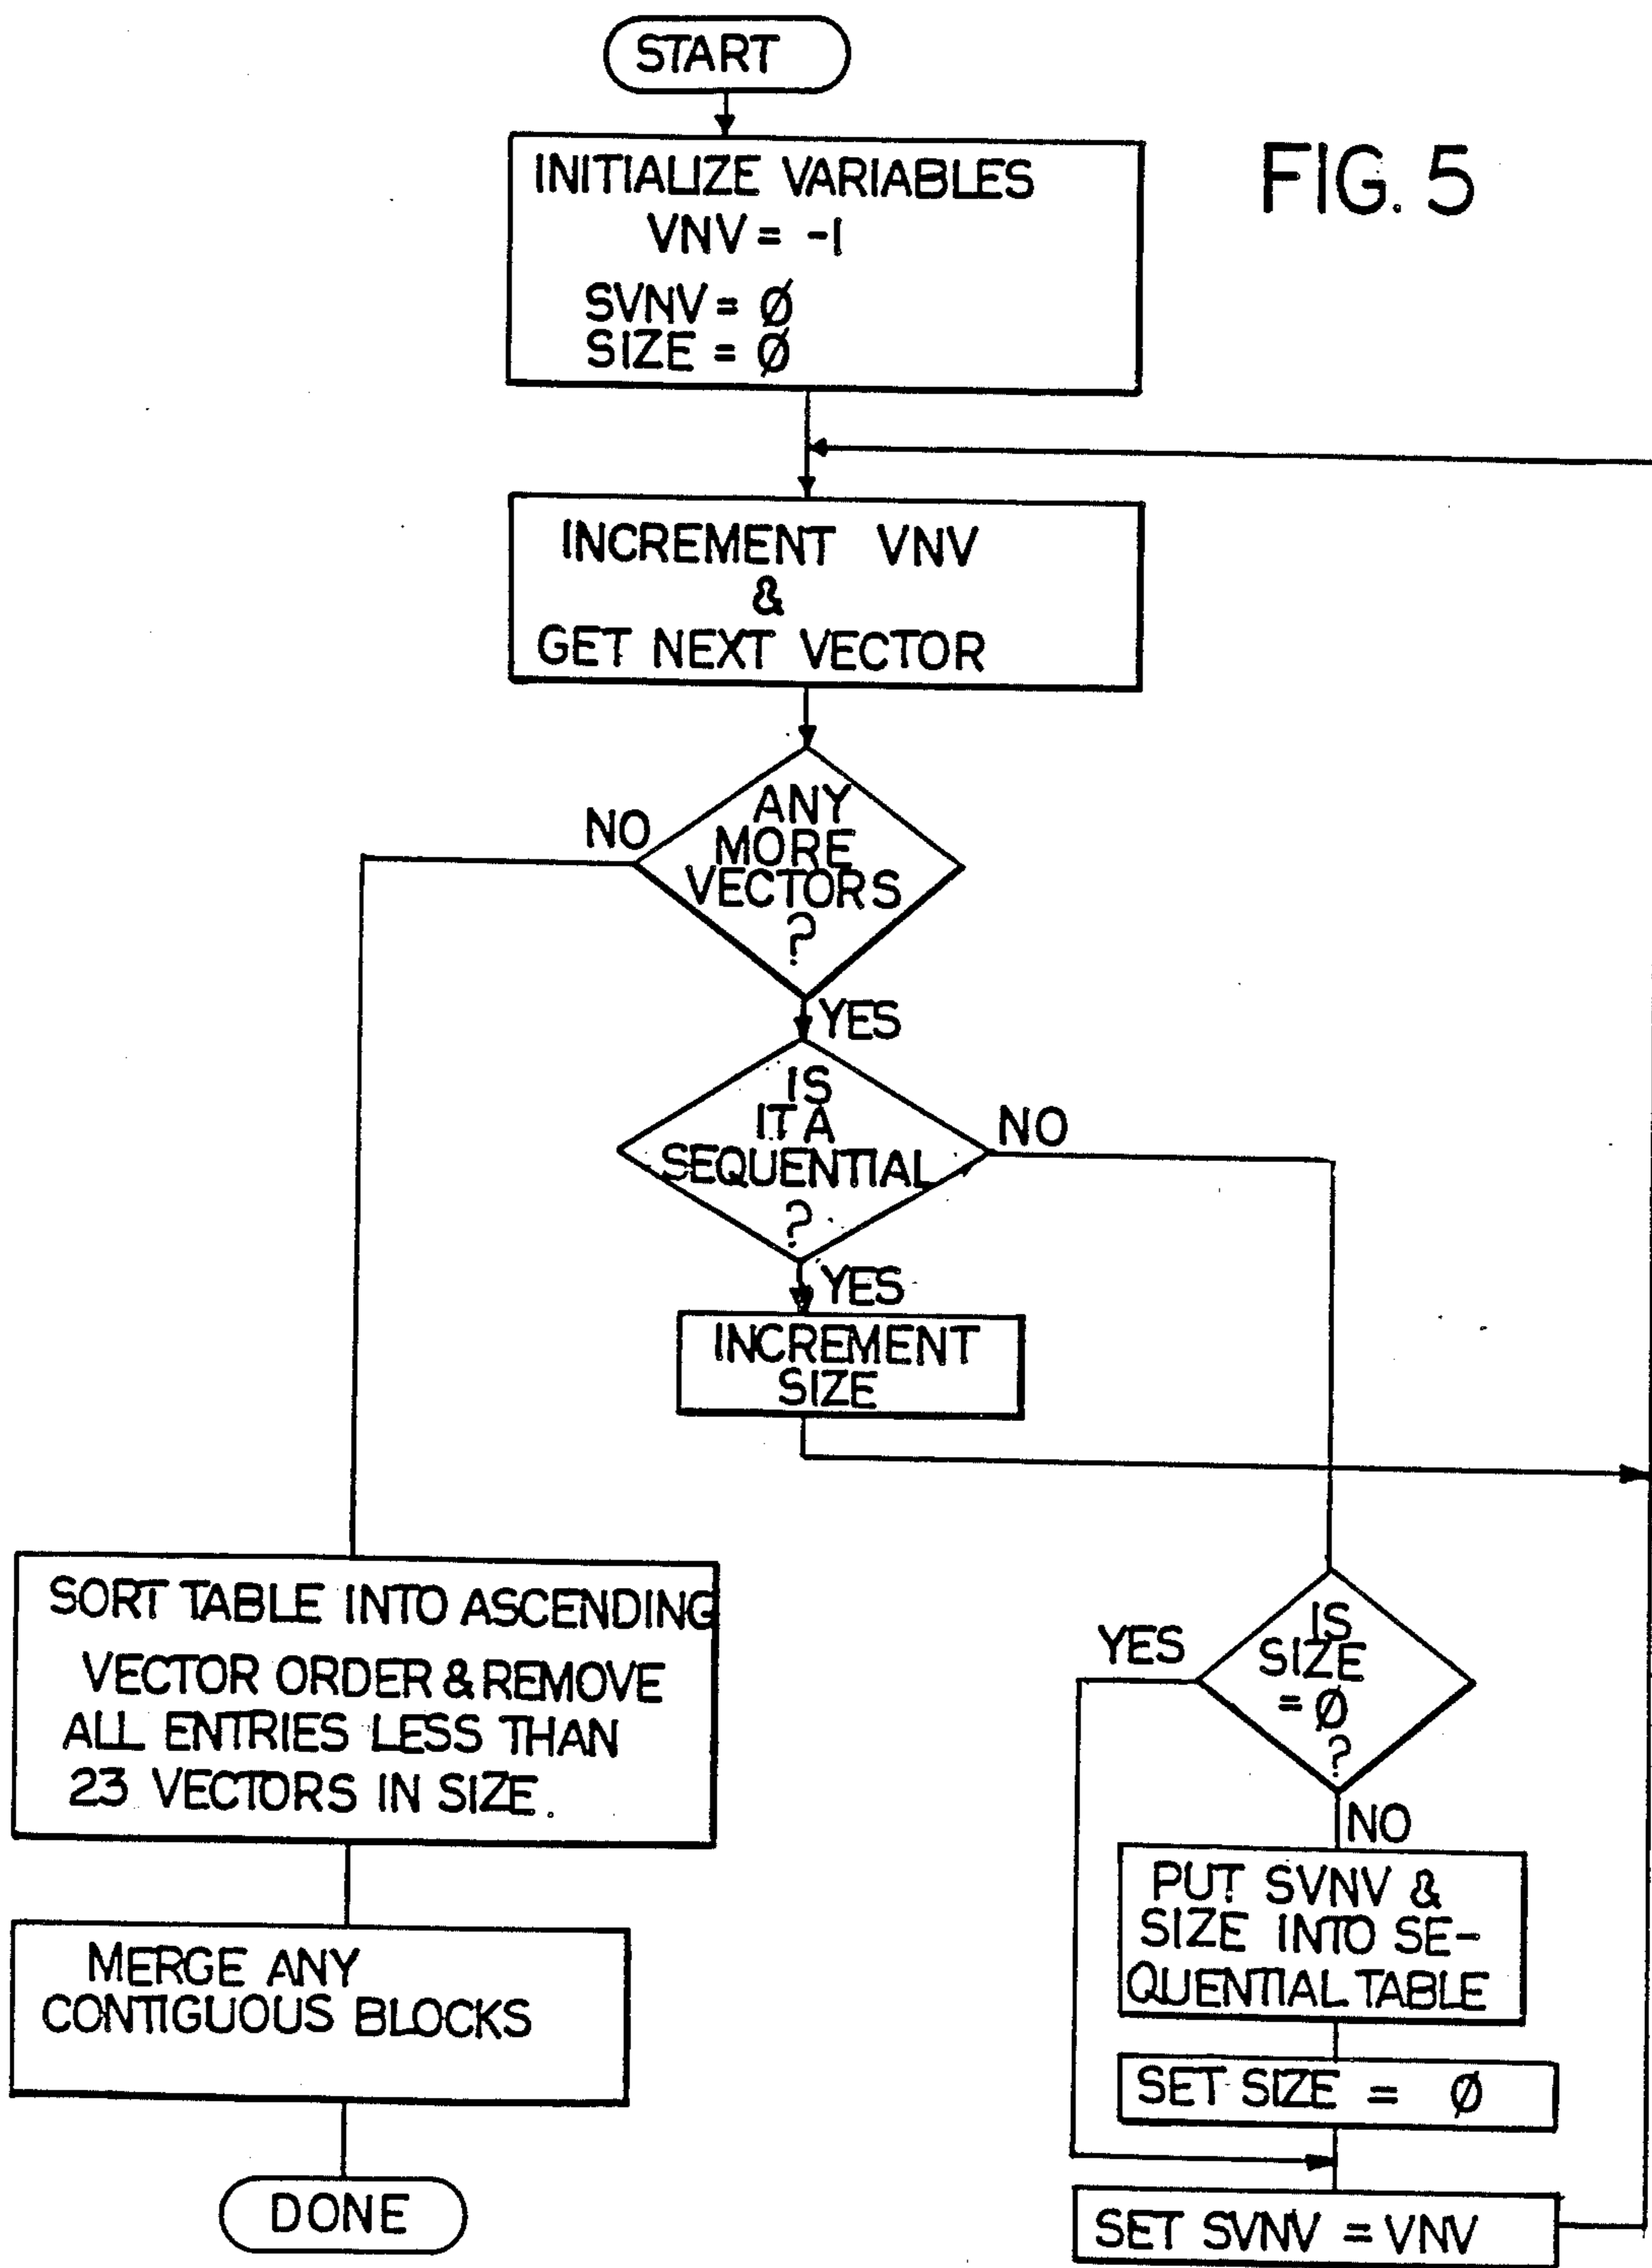 START
FIG. 5
INITIALIZE VARIABLES
VNV = -1
SVNV = Ø
SIZE = Ø
INCREMENT VNV
&
GET NEXT VECTOR
ANY
MORE
VECTORS
?
NO
YES
IS
IT A
SEQUENTIAL
?
NO
YES
INCREMENT
SIZE
SORT TABLE INTO ASCENDING
VECTOR ORDER & REMOVE
ALL ENTRIES LESS THAN
23 VECTORS IN SIZE.
MERGE ANY
CONTIGUOUS BLOCKS
DONE
YES
IS
SIZE
= Ø
?
NO
PUT SVNV &
SIZE INTO SE-
QUENTIAL TABLE
SET SIZE = Ø
SET SVNV = VNV